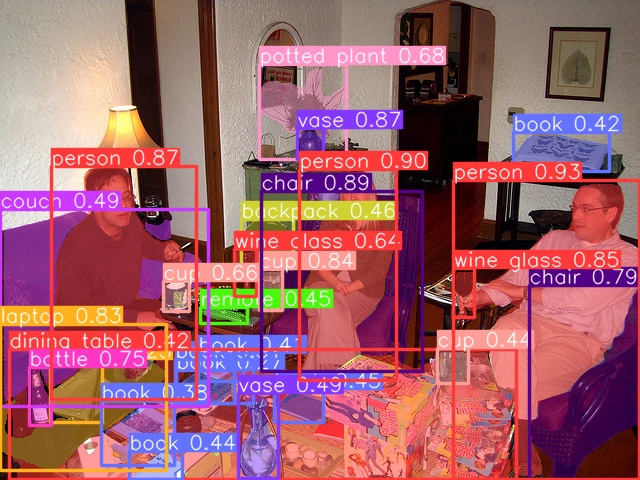 potted plant 0.68
vase 0.87
book 0.42
person 0.87
person 0.90
person 0.93
chair 0.89
couch 0.49
backpack 0.46
wine glass 0.64
cup 0.66
cup 0.84
wine glass 0.85
chair 0.79
remote 0.45
laptop 0.83
dining table 0.42
cup 0.44
bottle 0.75
book 0.38
vase 0.49
book 0.44